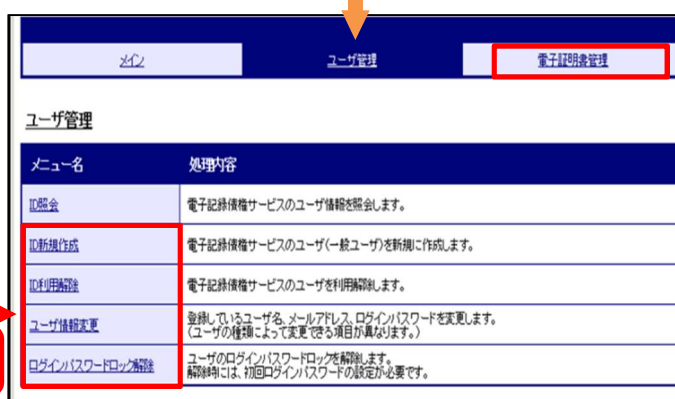 メイン
ユーザ管理
電子証明書管理
ユーザ管理
メニュー名
処理内容
ID照会
電子記録債権サービスのユーザ情報を照会します。
ID新規作成
電子記録債権サービスのユーザ(一般ユーザ)を新規に作成します。
ID利用解除
電子記録債権サービスのユーザを利用解除します。
ユーザ情報変更
登録しているユーザ名、メールアドレス、ログインパスワードを変更します。
(ユーザの種類によって変更できる項目が異なります。)
ログインパスワードロック解除
ユーザのログインパスワードロックを解除します。
解除時には、初回ログインパスワードの設定が必要です。